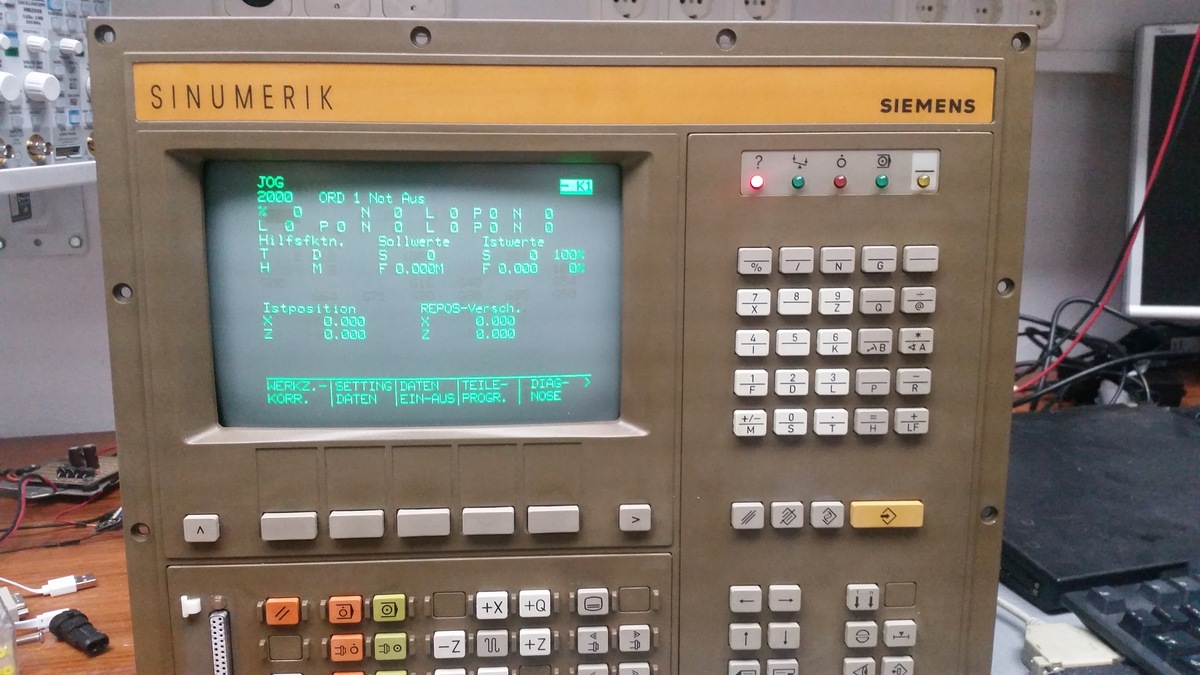 SINUMERIK
SIEMENS
JOG
- K1
2000 ORD 1 Not Aus
% 0 N 0 L 0 P 0 N 0
L 0 P 0 N 0 L 0 P 0 N 0
Hilfsfktn. Sollwerte Istwerte
T D S 0 S 0 100%
H M F 0.000M F 0.000 0%
Istposition REPOS-Versch.
X 0.000 X 0.000
Z 0.000 Z 0.000
WERKZ.- SETTING DATEN TEILE- DIAG- >
KORR. DATEN EIN-AUS PROGR. NOSE
?
% / N G
7 8 9 ÷
X Z Q @
4 5 6 *
I K B A
1 2 3 -
F D L P R
+/- 0 . = +
M S T H LF
^ >
← →
↑ ↓
+X +Q
-Z +Z